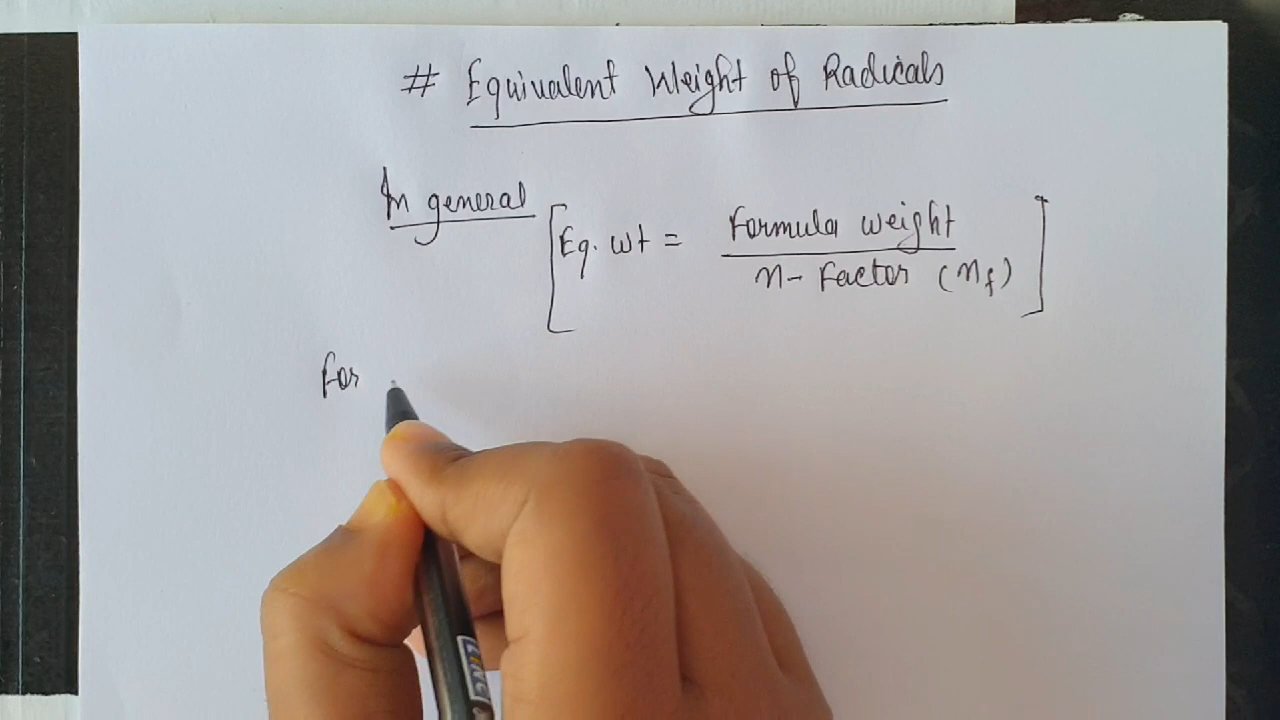 # Equivalent Weight of Radicals
In general [Eq. wt = Formula weight / n- Factor (nf)]
For